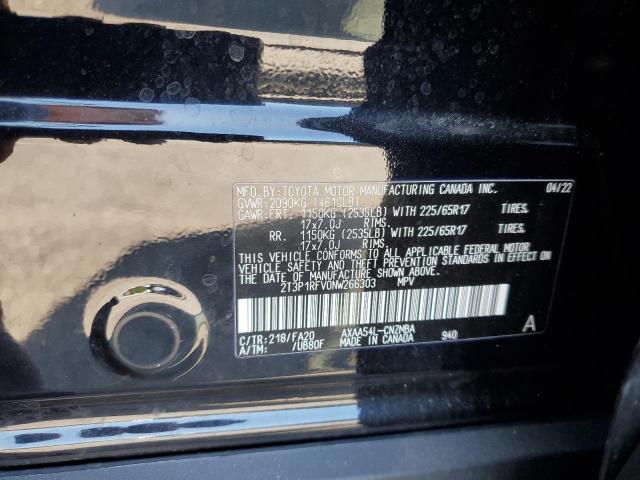 MFD. BY: TOYOTA MOTOR MANUFACTURING CANADA INC. 04/22
GVWR: 2090KG (4610LB)
GAWR: FRT. 1150KG (2535LB) WITH 225/65R17 TIRES.
17x7.0J RIMS.
RR. 1150KG (2535LB) WITH 225/65R17 TIRES.
17x7.0J RIMS.
THIS VEHICLE CONFORMS TO ALL APPLICABLE FEDERAL MOTOR
VEHICLE SAFETY AND THEFT PREVENTION STANDARDS IN EFFECT ON
THE DATE OF MANUFACTURE SHOWN ABOVE.
2T3P1RFV0NW266303 MPV
C/TR: 218/FA20 AXAA54L-CNZMBA A
A/TM: /UB80F MADE IN CANADA 940